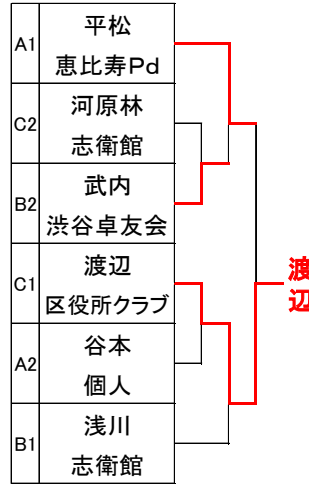 A1
平松
恵比寿Pd
C2
河原林
志衛館
B2
武内
渋谷卓友会
C1
渡辺
区役所クラブ
A2
谷本
個人
B1
浅川
志衛館
渡
辺